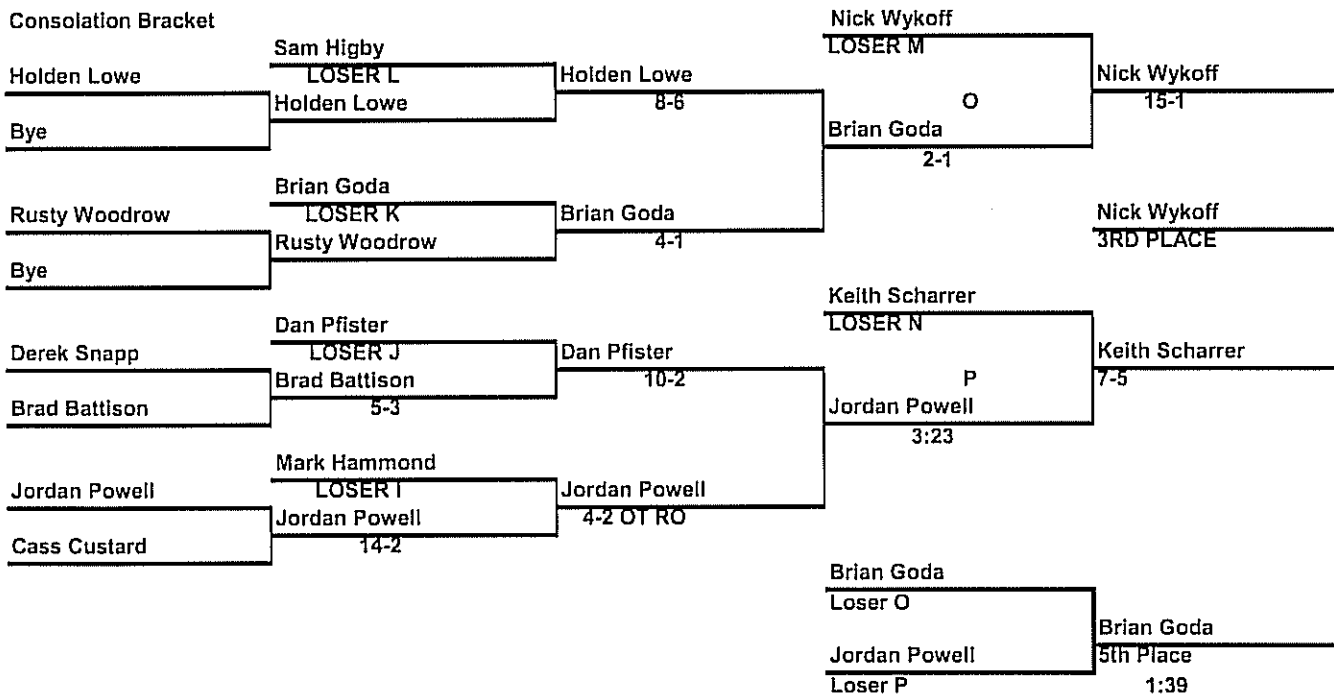 Consolation Bracket
Holden Lowe
Bye
Rusty Woodrow
Bye
Derek Snapp
Brad Battison
Jordan Powell
Cass Custard
Sam Higby
LOSER L
Holden Lowe
Brian Goda
LOSER K
Rusty Woodrow
Dan Pfister
LOSER J
Brad Battison
5-3
Mark Hammond
LOSER I
Jordan Powell
14-2
Holden Lowe
8-6
Brian Goda
4-1
Dan Pfister
10-2
Jordan Powell
4-2 OT RO
Nick Wykoff
LOSER M
O
Brian Goda
2-1
Keith Scharrer
LOSER N
P
Jordan Powell
3:23
Brian Goda
Loser O
Jordan Powell
Loser P
Nick Wykoff
15-1
Nick Wykoff
3RD PLACE
Keith Scharrer
7-5
Brian Goda
5th Place
1:39